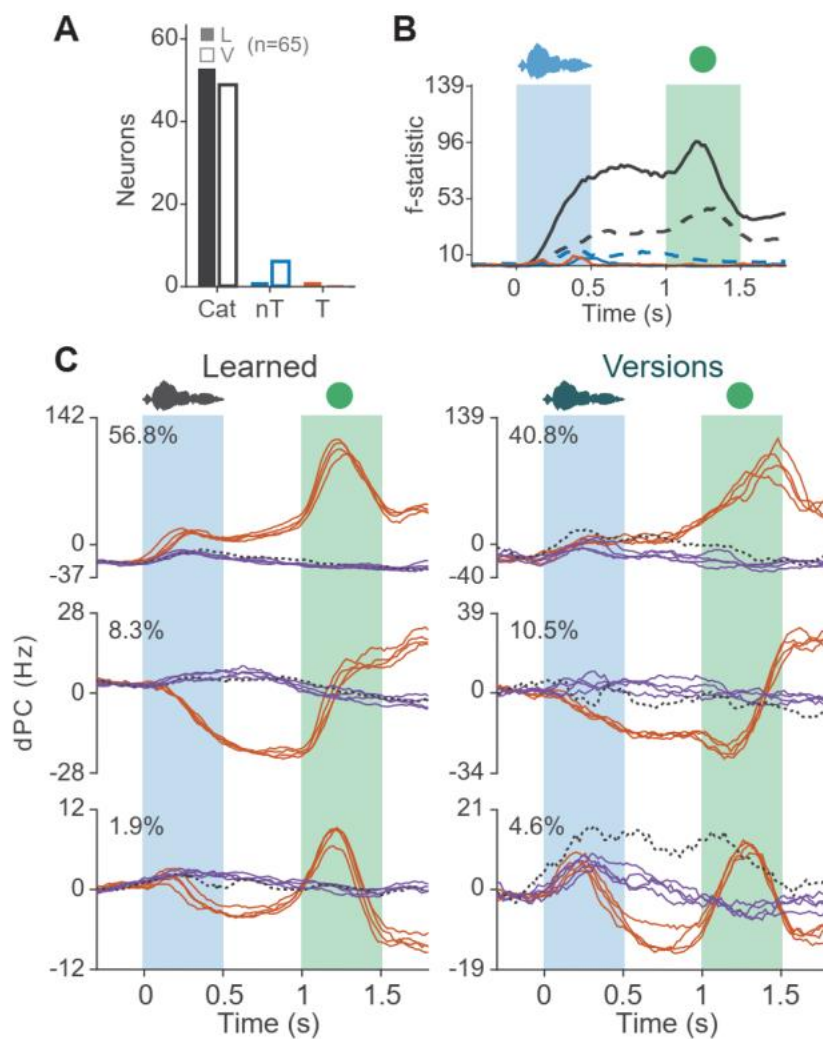 A
60
L
V
(n=65)
40
20
0
Neurons
Cat nT T
B
139
96
53
10
f-statistic
0 0.5 1 1.5
Time (s)
C
Learned
Versions
142
56.8%
0
-37
139
40.8%
0
-40
28
8.3%
0
-28
39
10.5%
0
-34
dPC (Hz)
12
1.9%
0
-12
21
4.6%
0
-19
0 0.5 1 1.5
Time (s)
0 0.5 1 1.5
Time (s)